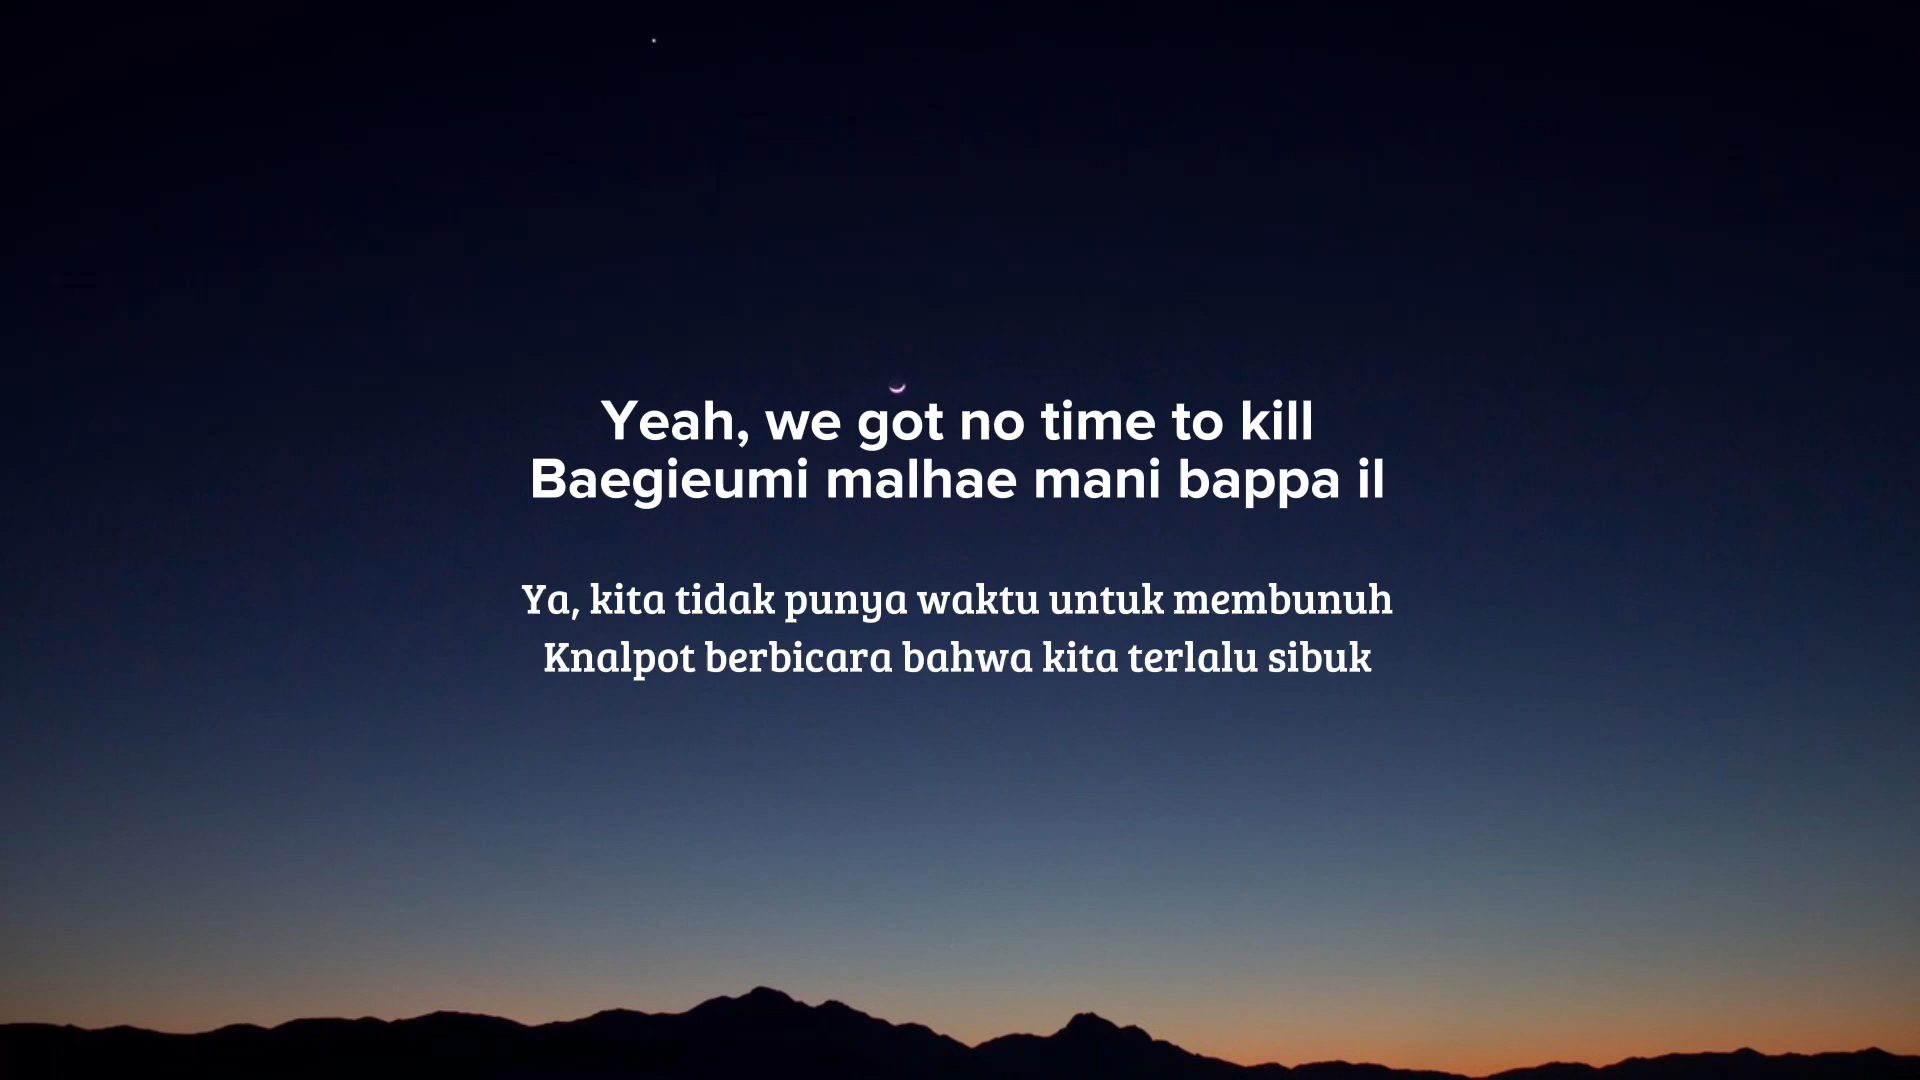 Yeah, we got no time to kill
Baegieumi malhae mani bappa il
Ya, kita tidak punya waktu untuk membunuh
Knalpot berbicara bahwa kita terlalu sibuk